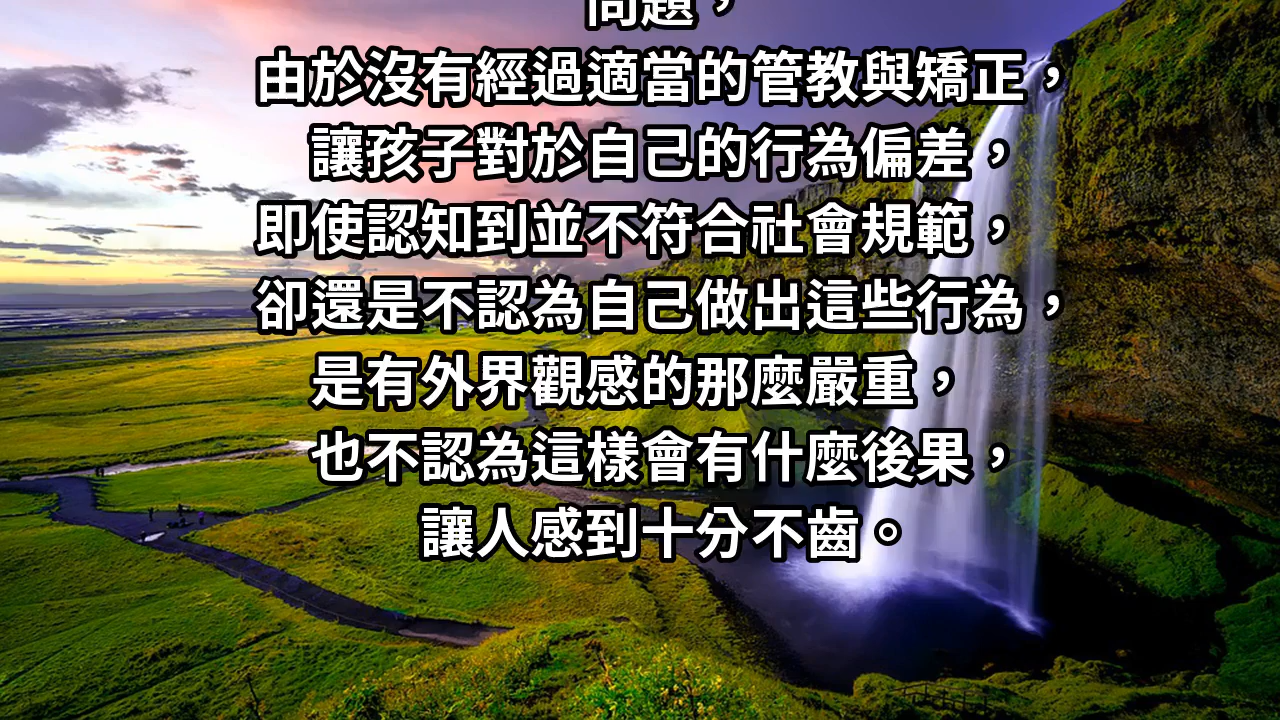 問題，
由於沒有經過適當的管教與矯正，
讓孩子對於自己的行為偏差，
即使認知到並不符合社會規範，
卻還是不認為自己做出這些行為，
是有外界觀感的那麼嚴重，
也不認為這樣會有什麼後果，
讓人感到十分不齒。